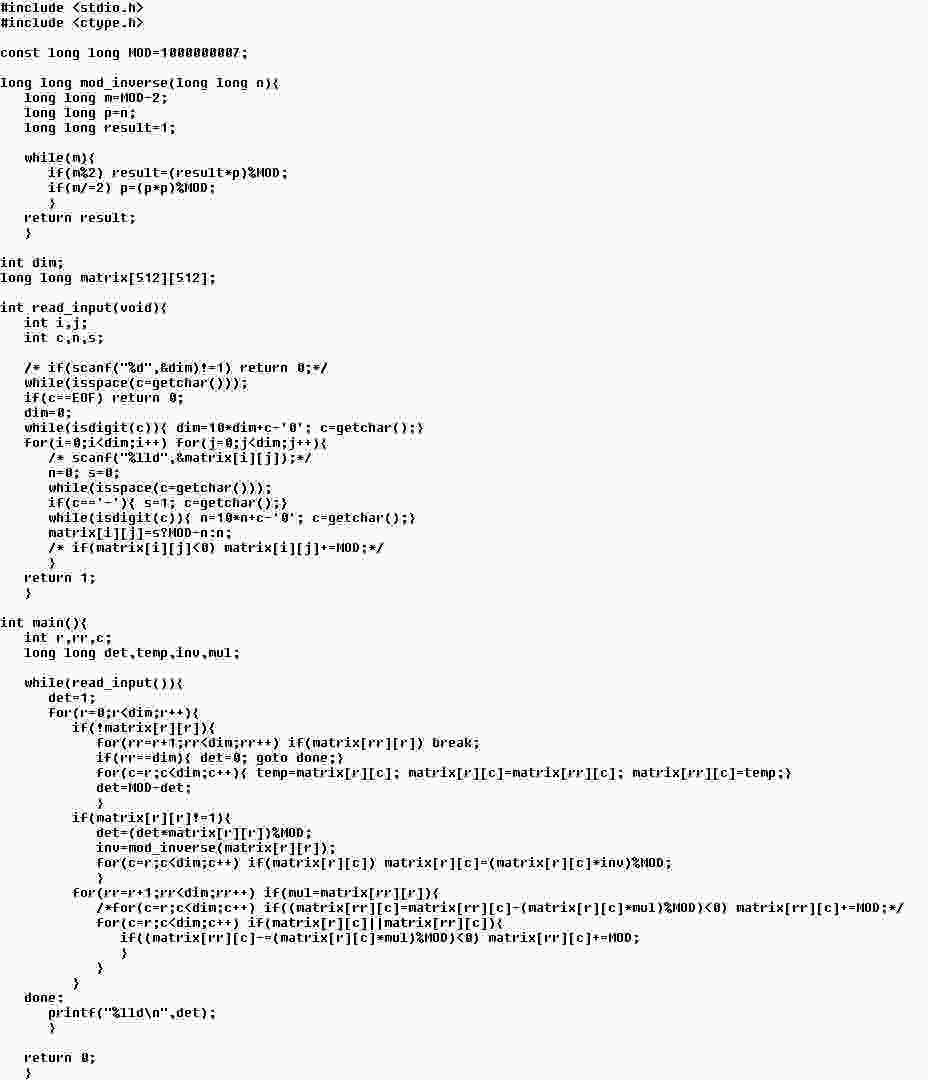 #include <stdio.h>
#include <ctype.h>

const long long MOD=1000000007;

long long mod_inverse(long long n){
   long long m=MOD-2;
   long long p=n;
   long long result=1;

   while(m){
      if(m%2) result=(result*p)%MOD;
      if(m/=2) p=(p*p)%MOD;
      }
   return result;
   }

int dim;
long long matrix[512][512];

int read_input(void){
   int i,j;
   int c,n,s;

   /* if(scanf("%d",&dim)!=1) return 0;*/
   while(isspace(c=getchar()));
   if(c==EOF) return 0;
   dim=0;
   while(isdigit(c)){ dim=10*dim+c-'0'; c=getchar();}
   for(i=0;i<dim;i++) for(j=0;j<dim;j++){
      /* scanf("%lld",&matrix[i][j]);*/
      n=0; s=0;
      while(isspace(c=getchar()));
      if(c=='-'){ s=1; c=getchar();}
      while(isdigit(c)){ n=10*n+c-'0'; c=getchar();}
      matrix[i][j]=s?MOD-n:n;
      /* if(matrix[i][j]<0) matrix[i][j]+=MOD;*/
      }
   return 1;
   }

int main(){
   int r,rr,c;
   long long det,temp,inv,mul;

   while(read_input()){
      det=1;
      for(r=0;r<dim;r++){
         if(!matrix[r][r]){
            for(rr=r+1;rr<dim;rr++) if(matrix[rr][r]) break;
            if(rr==dim){ det=0; goto done;}
            for(c=r;c<dim;c++){ temp=matrix[r][c]; matrix[r][c]=matrix[rr][c]; matrix[rr][c]=temp;}
            det=MOD-det;
            }
         if(matrix[r][r]!=1){
            det=(det*matrix[r][r])%MOD;
            inv=mod_inverse(matrix[r][r]);
            for(c=r;c<dim;c++) if(matrix[r][c]) matrix[r][c]=(matrix[r][c]*inv)%MOD;
            }
         for(rr=r+1;rr<dim;rr++) if(mul=matrix[rr][r]){
            /*for(c=r;c<dim;c++) if((matrix[rr][c]=matrix[rr][c]-(matrix[r][c]*mul)%MOD)<0) matrix[rr][c]+=MOD;*/
            for(c=r;c<dim;c++) if(matrix[r][c]||matrix[rr][c]){
               if((matrix[rr][c]-=(matrix[r][c]*mul)%MOD)<0) matrix[rr][c]+=MOD;
               }
            }
         }
   done:
      printf("%lld\n",det);
      }

   return 0;
   }